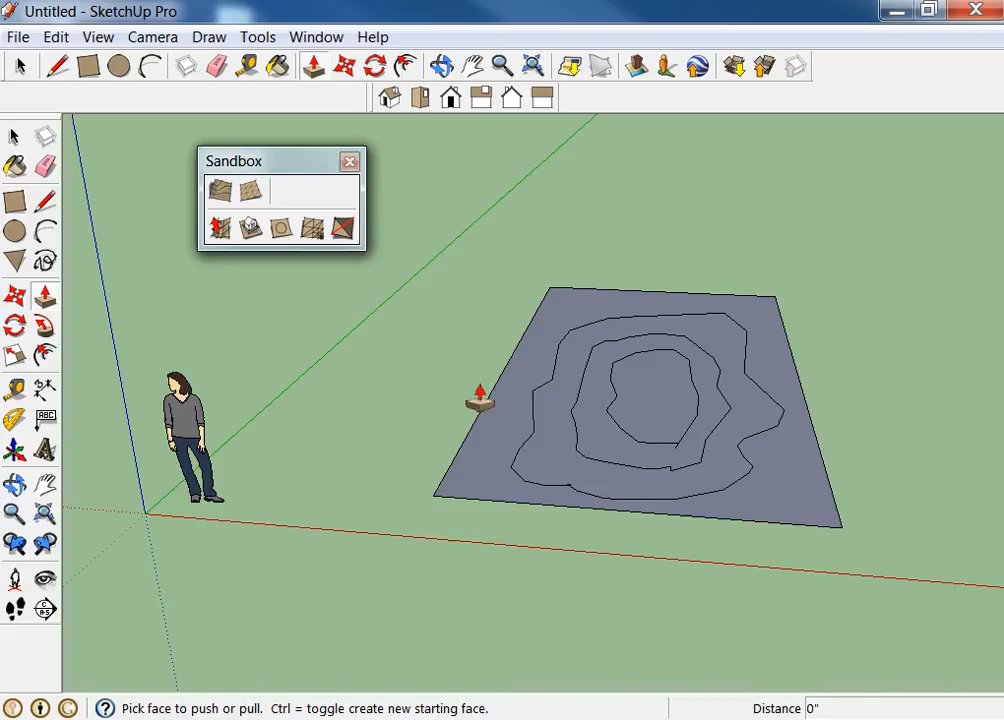 Untitled - SketchUp Pro
File Edit View Camera Draw Tools Window Help
Sandbox
ABC
Pick face to push or pull. Ctrl = toggle create new starting face.
Distance 0"